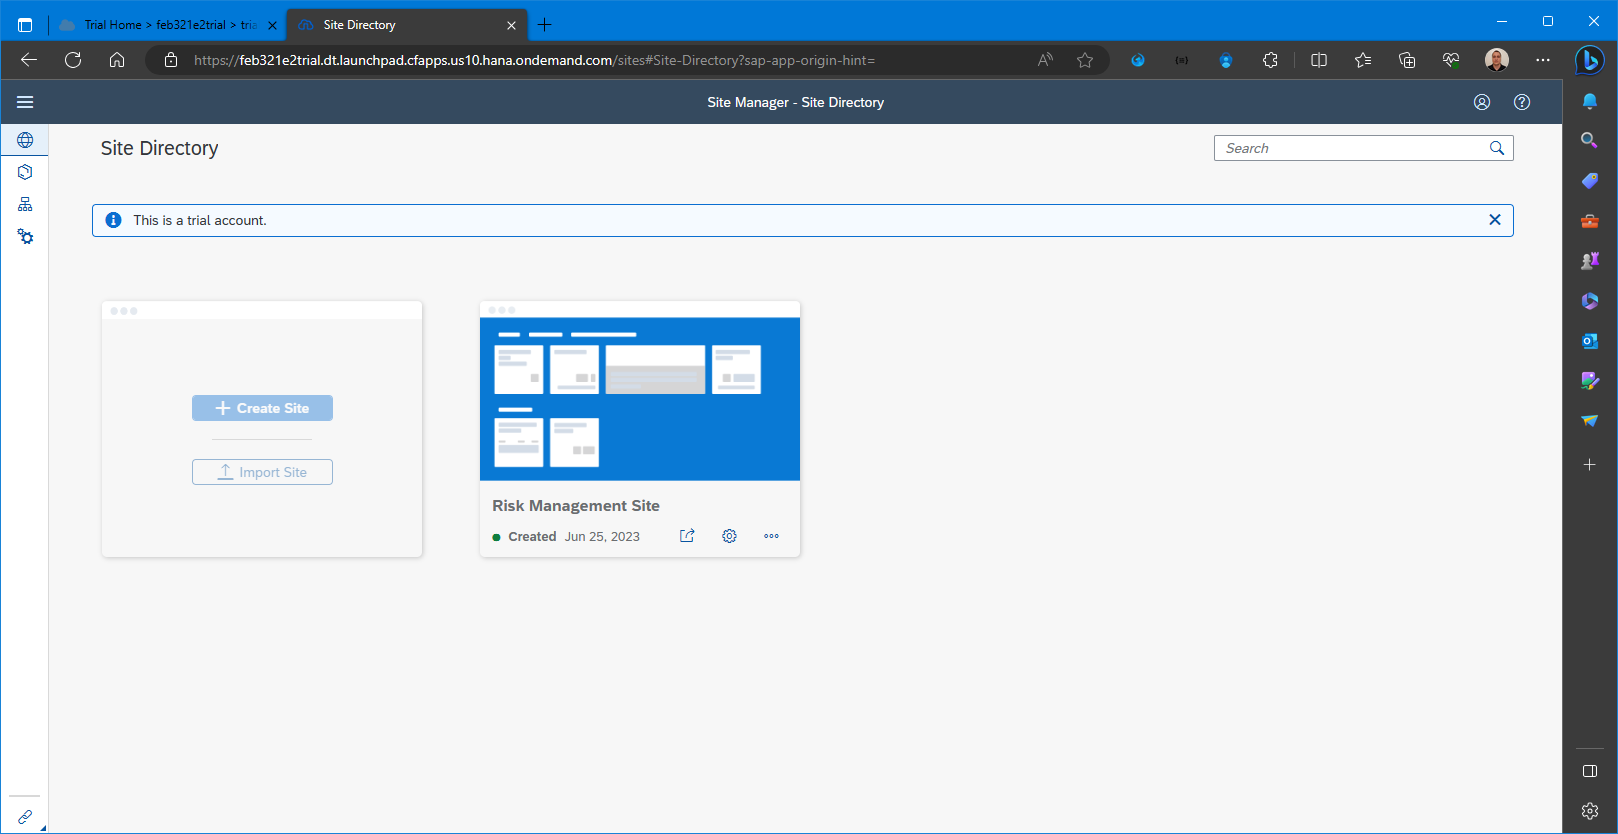 Trial Home > feb321e2trial > tria
Site Directory
https://feb321e2trial.dt.launchpad.cfapps.us10.hana.ondemand.com/sites#Site-Directory?sap-app-origin-hint=
Site Manager - Site Directory
Site Directory
Search
This is a trial account.
Create Site
Import Site
Risk Management Site
Created Jun 25, 2023